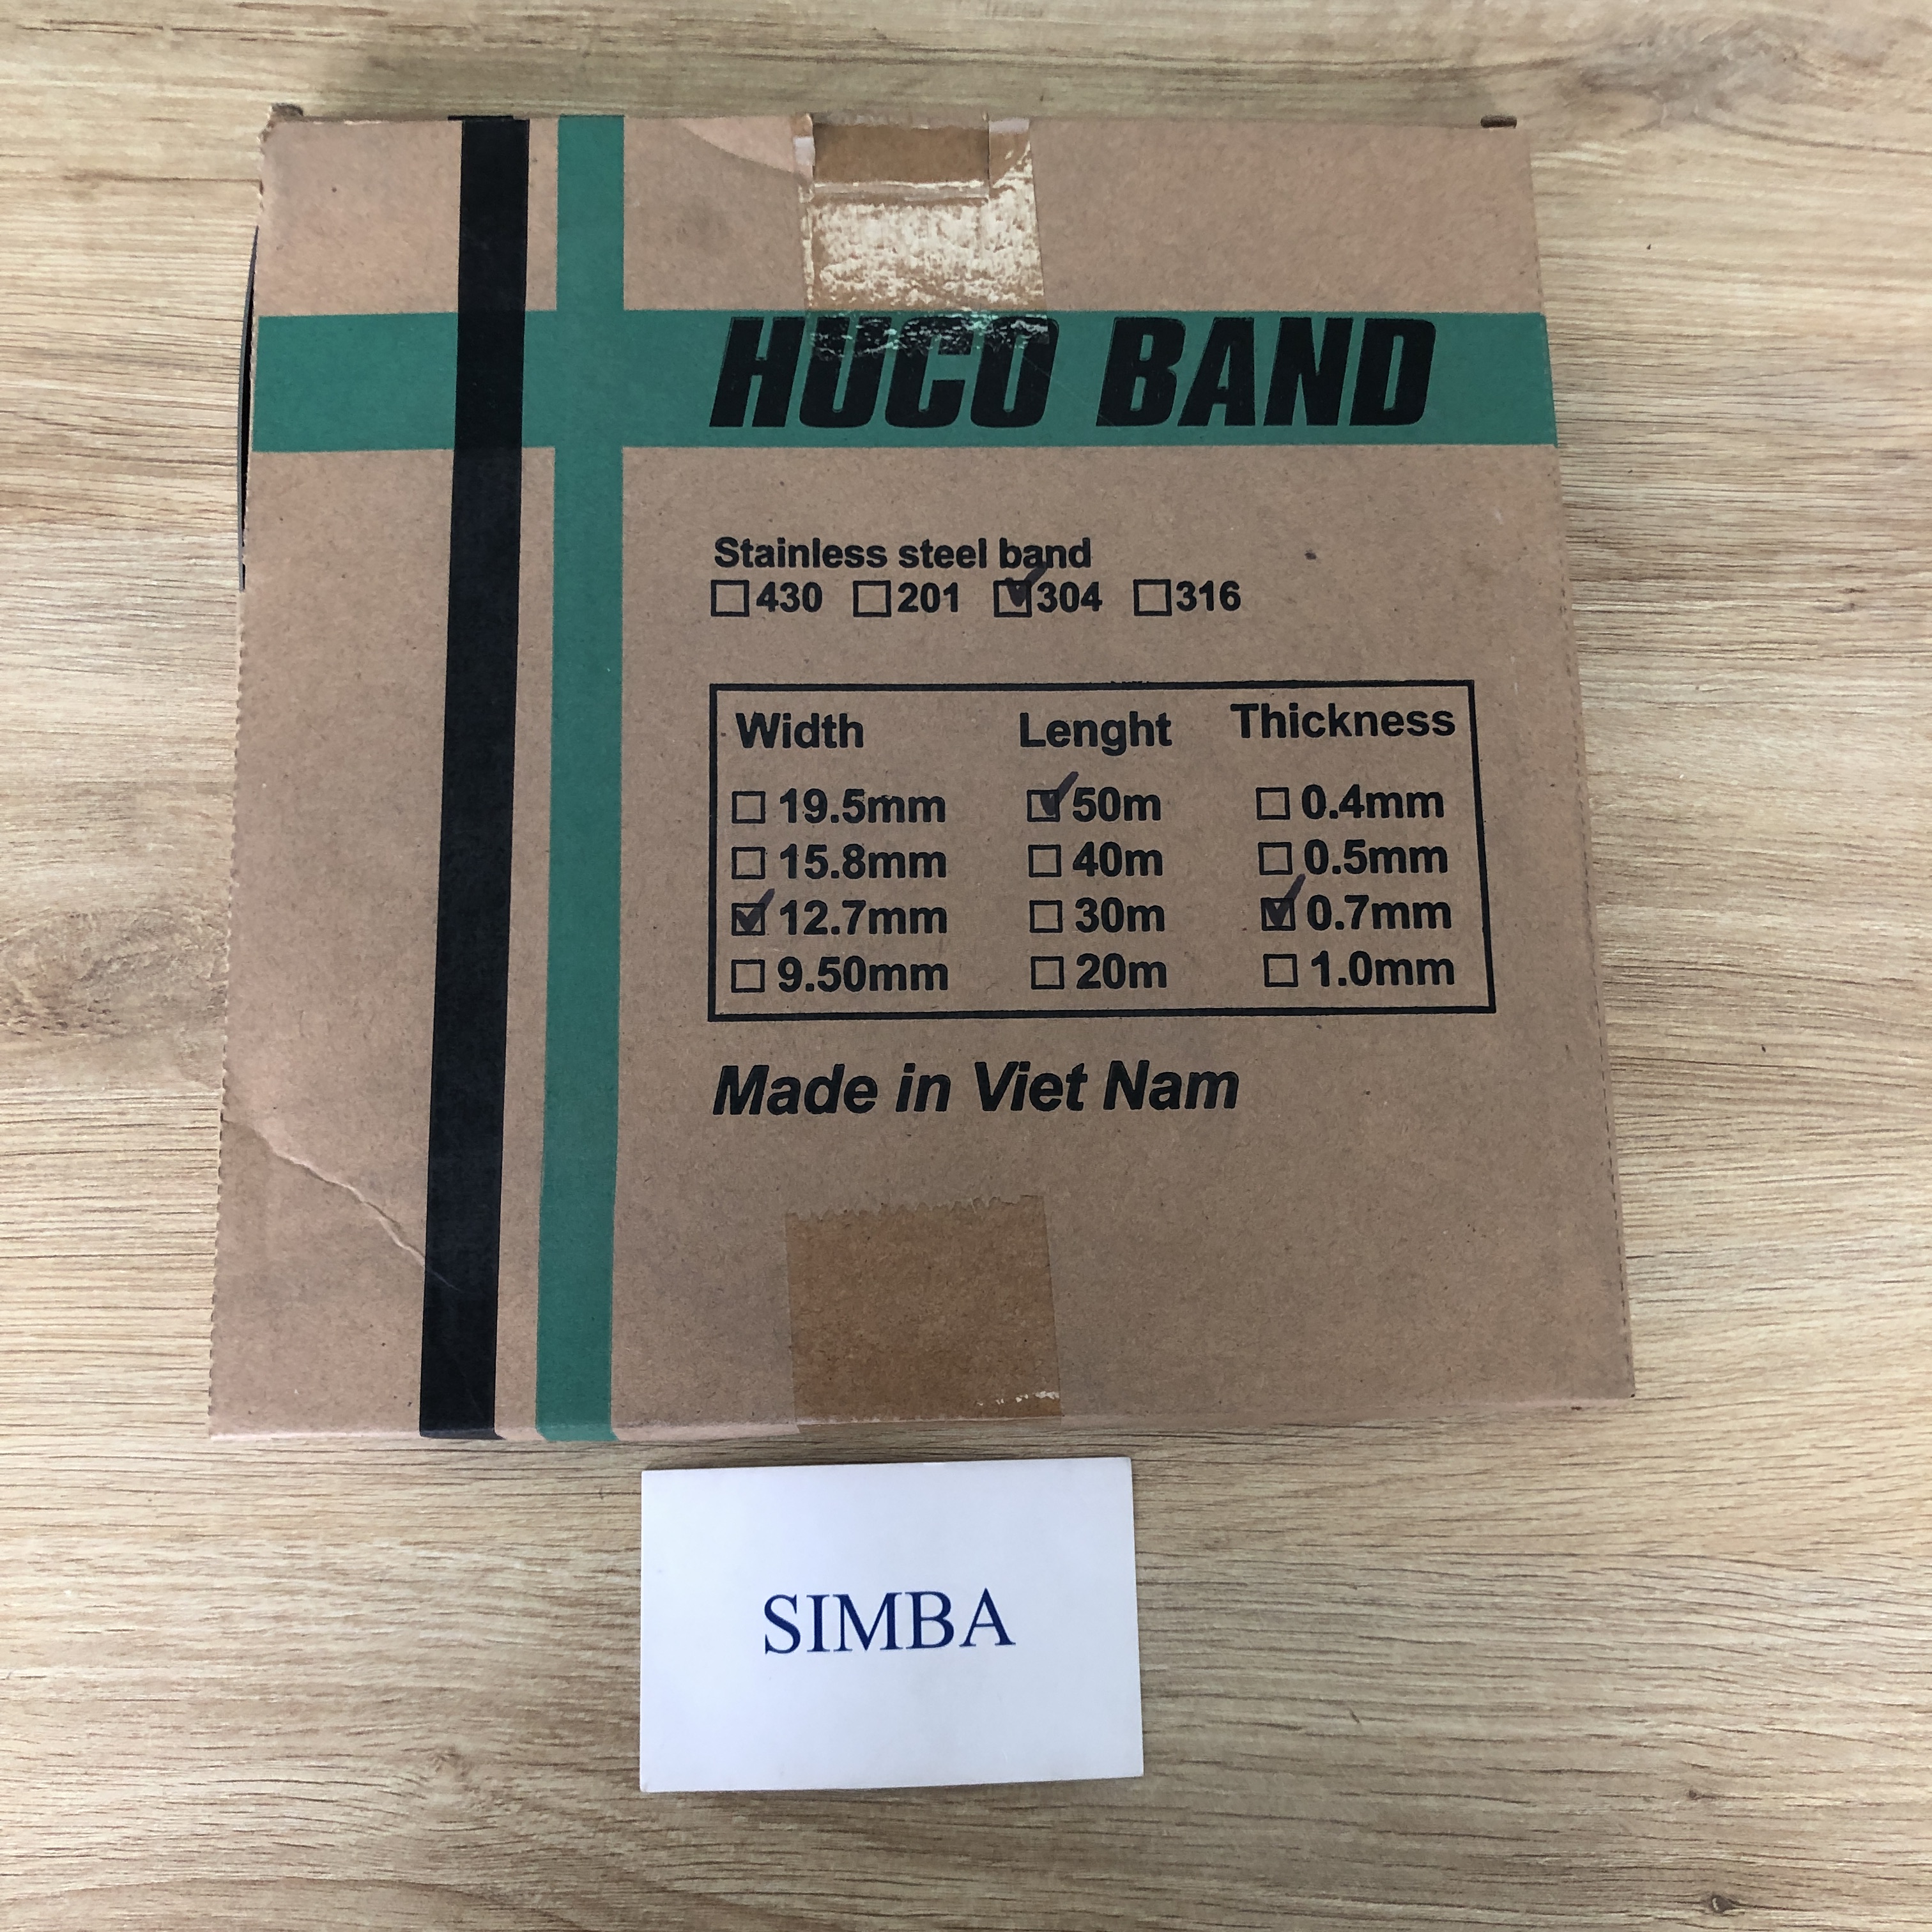 HUCO BAND
Stainless steel band
☐430 ☐201 ☑304 ☐316
Width Lenght Thickness
☐ 19.5mm ☑ 50m ☐ 0.4mm
☐ 15.8mm ☐ 40m ☐ 0.5mm
☑ 12.7mm ☐ 30m ☑ 0.7mm
☐ 9.50mm ☐ 20m ☐ 1.0mm
Made in Viet Nam
SIMBA